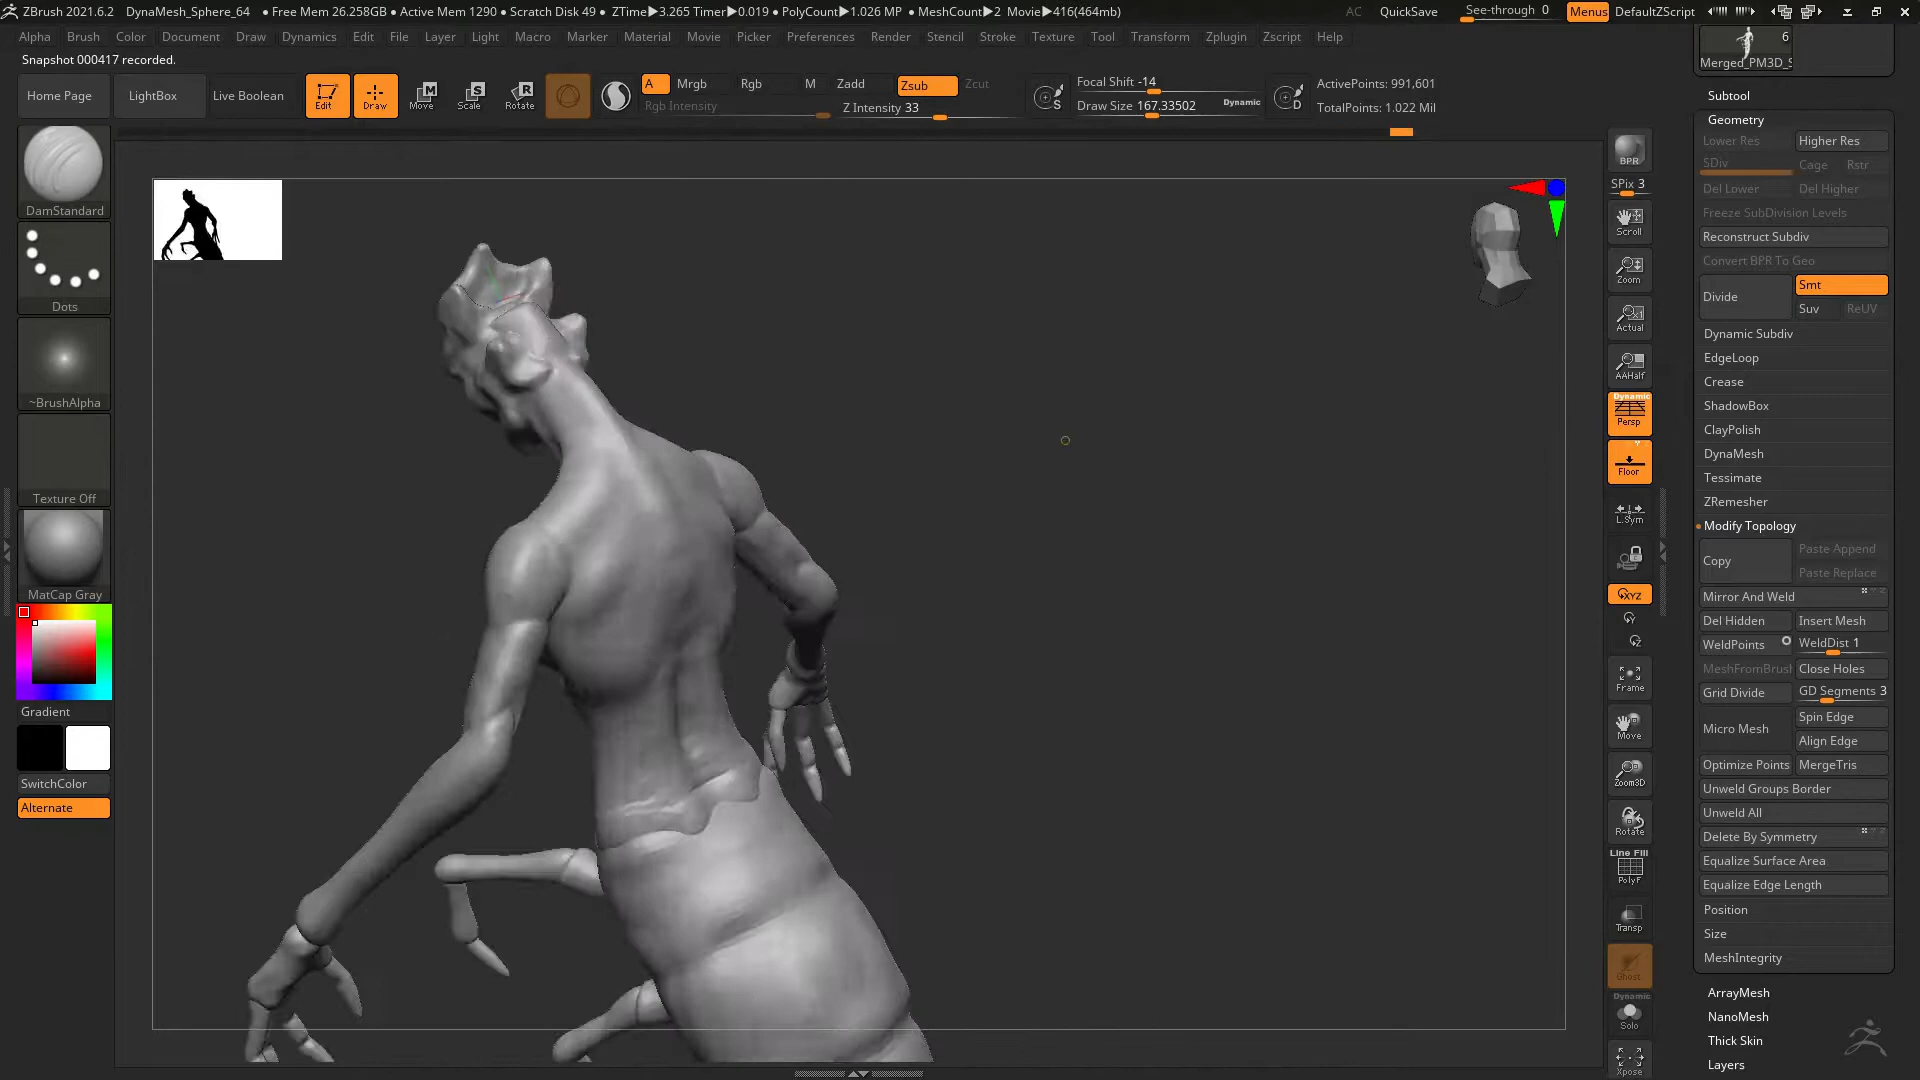 ZBrush 2021.6.2 DynaMesh_Sphere_64 ● Free Mem 26.258GB ● Active Mem 1290 ● Scratch Disk 49 ● ZTime▶3.265 Timer▶0.019 ● PolyCount▶1.026 MP ● MeshCount▶2 Movie▶416(464mb) AC QuickSave See-through 0 Menus DefaultZScript
Alpha Brush Color Document Draw Dynamics Edit File Layer Light Macro Marker Material Movie Picker Preferences Render Stencil Stroke Texture Tool Transform Zplugin Zscript Help
Snapshot 000417 recorded.
Home Page LightBox Live Boolean Edit Draw Move Scale Rotate
A Mrgb Rgb M Zadd Zsub Zcut
Rgb Intensity Z Intensity 33
Focal Shift -14
Draw Size 167.33502 Dynamic
ActivePoints: 991,601
TotalPoints: 1.022 Mil
DamStandard
Dots
~BrushAlpha
Texture Off
MatCap Gray
Gradient
SwitchColor
Alternate
BPR
SPix 3
Scroll
Zoom
Actual
AAHalf
Dynamic
Persp
Floor
L.Sym
XYZ
Y
Z
Frame
Move
Zoom3D
Rotate
Line Fill
PolyF
Transp
Ghost
Dynamic
Solo
Xpose
6
Merged_PM3D_S
Subtool
Geometry
Lower Res Higher Res
SDiv Cage Rstr
Del Lower Del Higher
Freeze SubDivision Levels
Reconstruct Subdiv
Convert BPR To Geo
Divide Smt
Suv ReUV
Dynamic Subdiv
EdgeLoop
Crease
ShadowBox
ClayPolish
DynaMesh
Tessimate
ZRemesher
Modify Topology
Copy Paste Append
Paste Replace
Mirror And Weld
Del Hidden Insert Mesh
WeldPoints WeldDist 1
MeshFromBrush Close Holes
Grid Divide GD Segments 3
Micro Mesh Spin Edge
Align Edge
Optimize Points MergeTris
Unweld Groups Border
Unweld All
Delete By Symmetry
Equalize Surface Area
Equalize Edge Length
Position
Size
MeshIntegrity
ArrayMesh
NanoMesh
Thick Skin
Layers